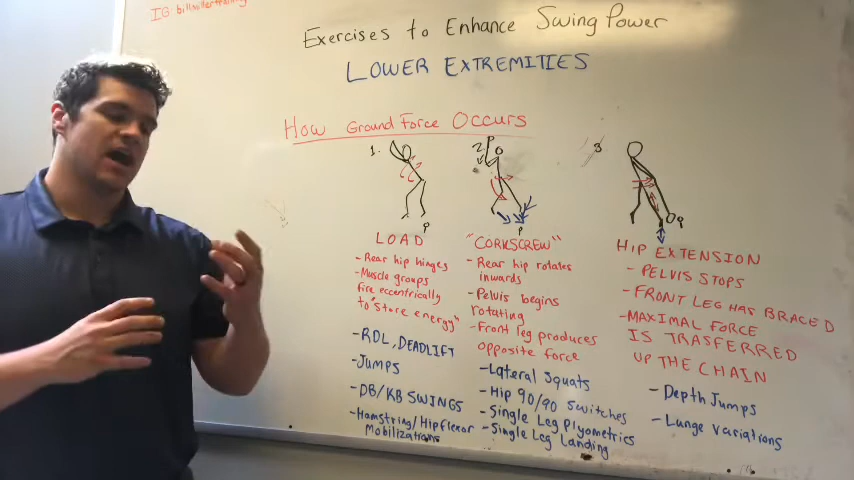 IG: billmillertraining
Exercises to Enhance Swing Power
LOWER EXTREMITIES
How Ground Force Occurs
1.
2
3
P
P
P
P
LOAD
- Rear hip hinges
- Muscle groups
fire eccentrically
to "store energy"
- RDL, DEADLIFT
- Jumps
- DB/KB SWINGS
- Hamstring/Hipflexor
Mobilizations
"CORKSCREW"
- Rear hip rotates
inwards
- Pelvis begins
rotating
- Front leg produces
opposite force
- Lateral Squats
- Hip 90/90 Switches
- Single Leg Plyometrics
- Single Leg Landing
HIP EXTENSION
- PELVIS STOPS
- FRONT LEG HAS BRACED
- MAXIMAL FORCE
IS TRASFERRED
UP THE CHAIN
- Depth Jumps
- Lunge variations